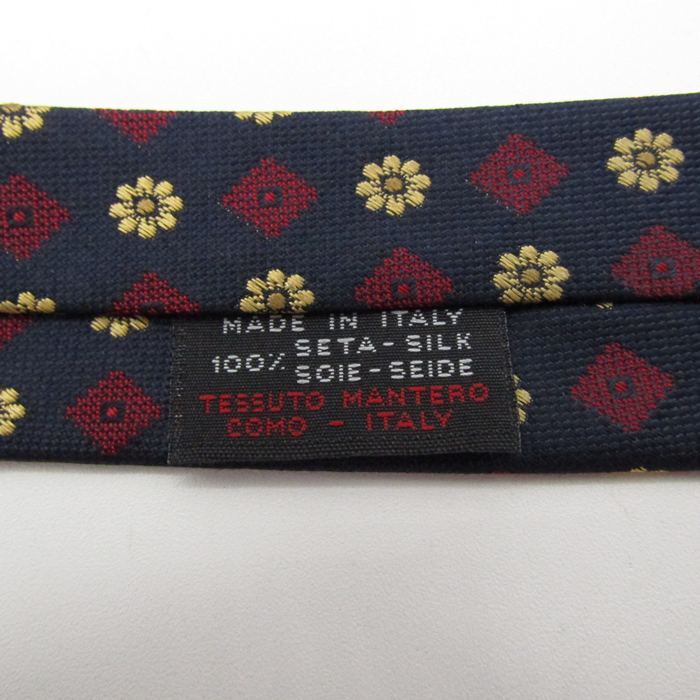 MADE IN ITALY
100% SETA-SILK
SOIE-SEIDE
TESSUTO MANTERO
COMO - ITALY